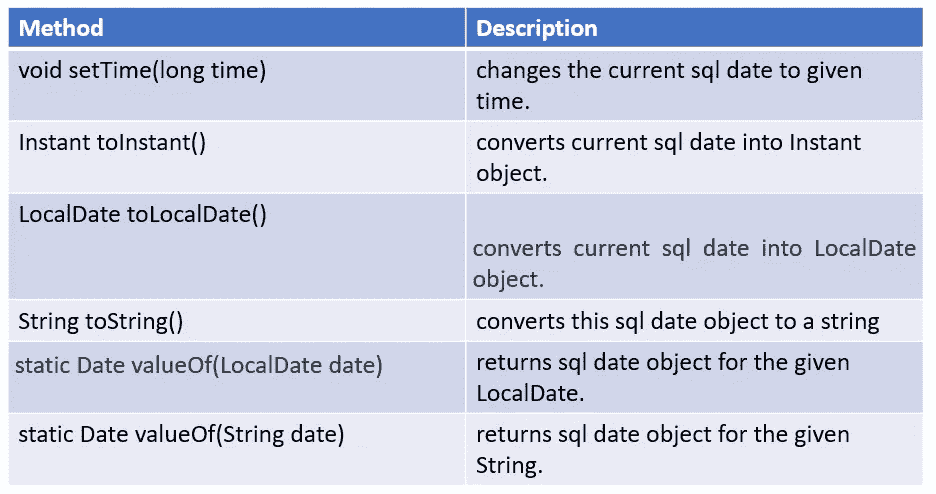 Method
Description
void setTime(long time)
changes the current sql date to given
time.
Instant toInstant()
converts current sql date into Instant
object.
LocalDate toLocalDate()
converts current sql date into LocalDate
object.
String toString()
converts this sql date object to a string
static Date valueOf(LocalDate date)
returns sql date object for the given
LocalDate.
static Date valueOf(String date)
returns sql date object for the given
String.